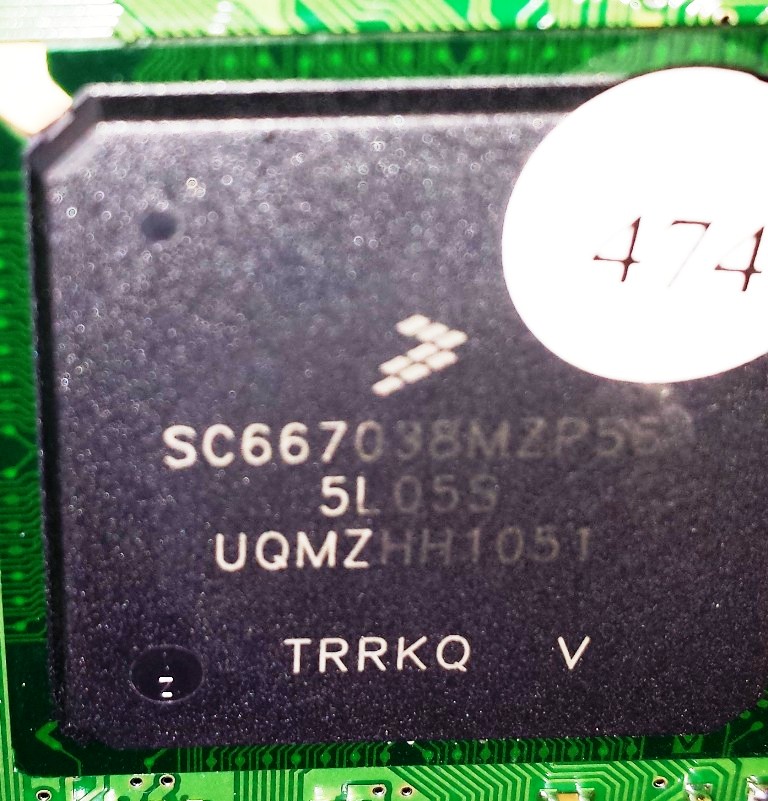 474
SC667038MZP56
5L05S
UQMZHH1051
TRRKQ V
Z